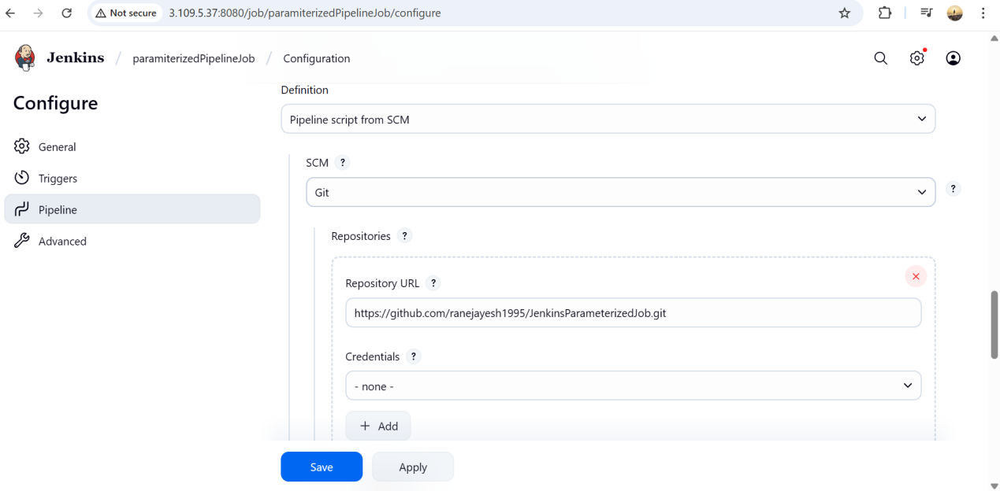 Not secure 3.109.5.37:8080/job/paramiterizedPipelineJob/configure
Jenkins / paramiterizedPipelineJob / Configuration
Configure
General
Triggers
Pipeline
Advanced
Definition
Pipeline script from SCM
SCM ?
Git
?
Repositories ?
Repository URL ?
https://github.com/ranejayesh1995/JenkinsParameterizedJob.git
Credentials ?
- none -
+ Add
Save Apply